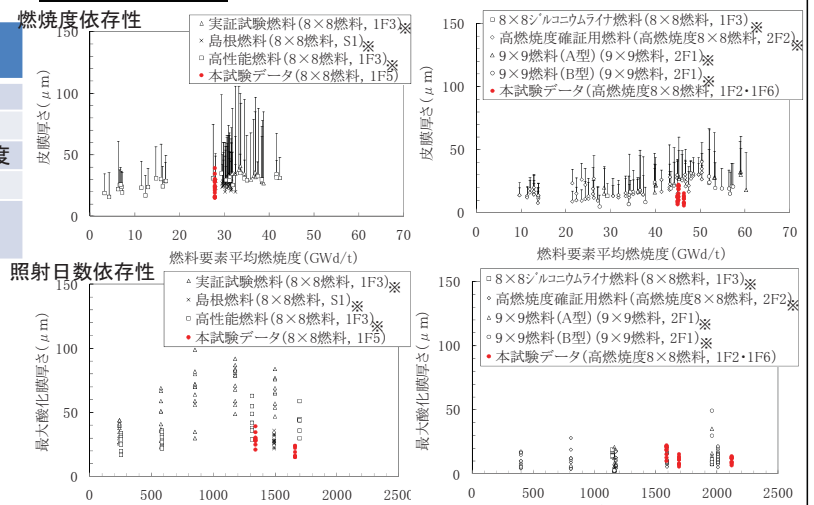 燃焼度依存性
度
150
100
50
0
皮膜厚さ(μm)
△ 実証試験燃料(8×8燃料, 1F3)※
× 島根燃料(8×8燃料, S1)※
□ 高性能燃料(8×8燃料, 1F3)※
● 本試験データ(8×8燃料, 1F5)
0 10 20 30 40 50 60 70
燃料要素平均燃焼度(GWd/t)
150
100
50
0
皮膜厚さ(μm)
□ 8×8ジルコニウムライナ燃料(8×8燃料, 1F3)※
◇ 高燃焼度確証用燃料(高燃焼度8×8燃料, 2F2)※
△ 9×9燃料(A型)(9×9燃料, 2F1)※
○ 9×9燃料(B型)(9×9燃料, 2F1)※
● 本試験データ(高燃焼度8×8燃料, 1F2・1F6)
0 10 20 30 40 50 60 70
燃料要素平均燃焼度(GWd/t)
照射日数依存性
150
100
50
0
最大酸化膜厚さ(μm)
△ 実証試験燃料(8×8燃料, 1F3)※
× 島根燃料(8×8燃料, S1)※
□ 高性能燃料(8×8燃料, 1F3)※
● 本試験データ(8×8燃料, 1F5)
0 500 1000 1500 2000 2500
150
100
50
0
最大酸化膜厚さ(μm)
□ 8×8ジルコニウムライナ燃料(8×8燃料, 1F3)※
◇ 高燃焼度確証用燃料(高燃焼度8×8燃料, 2F2)※
△ 9×9燃料(A型)(9×9燃料, 2F1)※
○ 9×9燃料(B型)(9×9燃料, 2F1)※
● 本試験データ(高燃焼度8×8燃料, 1F2・1F6)
0 500 1000 1500 2000 2500